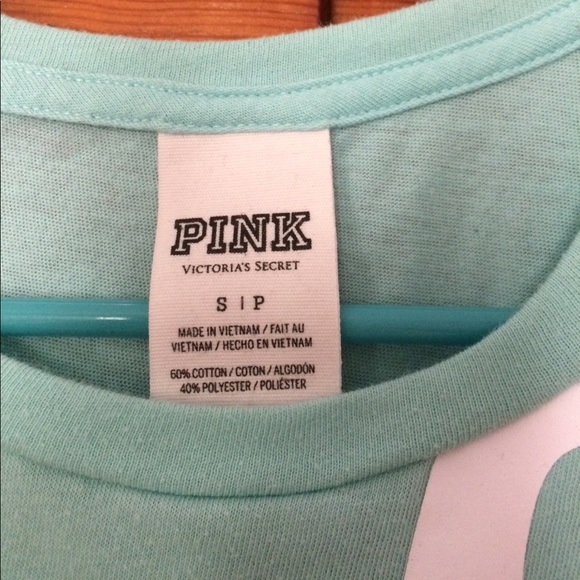 PINK
VICTORIA'S SECRET
S | P
MADE IN VIETNAM / FAIT AU
VIETNAM / HECHO EN VIETNAM
60% COTTON / COTON / ALGODÓN
40% POLYESTER / POLIÉSTER